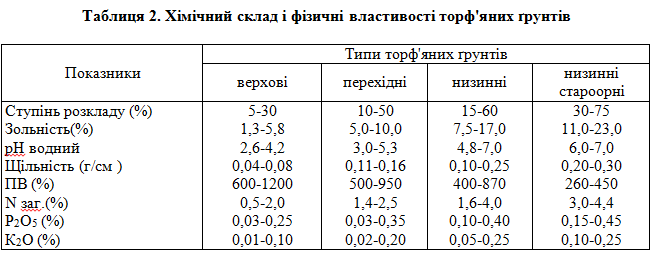 Таблиця 2. Хімічний склад і фізичні властивості торф'яних ґрунтів
Показники Типи торф'яних ґрунтів
верхові перехідні низинні низинні староорні
Ступінь розкладу (%) 5-30 10-50 15-60 30-75
Зольність(%) 1,3-5,8 5,0-10,0 7,5-17,0 11,0-23,0
рН водний 2,6-4,2 3,0-5,3 4,8-7,0 6,0-7,0
Щільність (г/см ) 0,04-0,08 0,11-0,16 0,10-0,25 0,20-0,30
ПВ (%) 600-1200 500-950 400-870 260-450
N заг.(%) 0,5-2,0 1,4-2,5 1,6-4,0 3,0-4,4
P2O5 (%) 0,03-0,25 0,03-0,35 0,10-0,40 0,15-0,45
K2O (%) 0,01-0,10 0,02-0,20 0,05-0,25 0,10-0,25